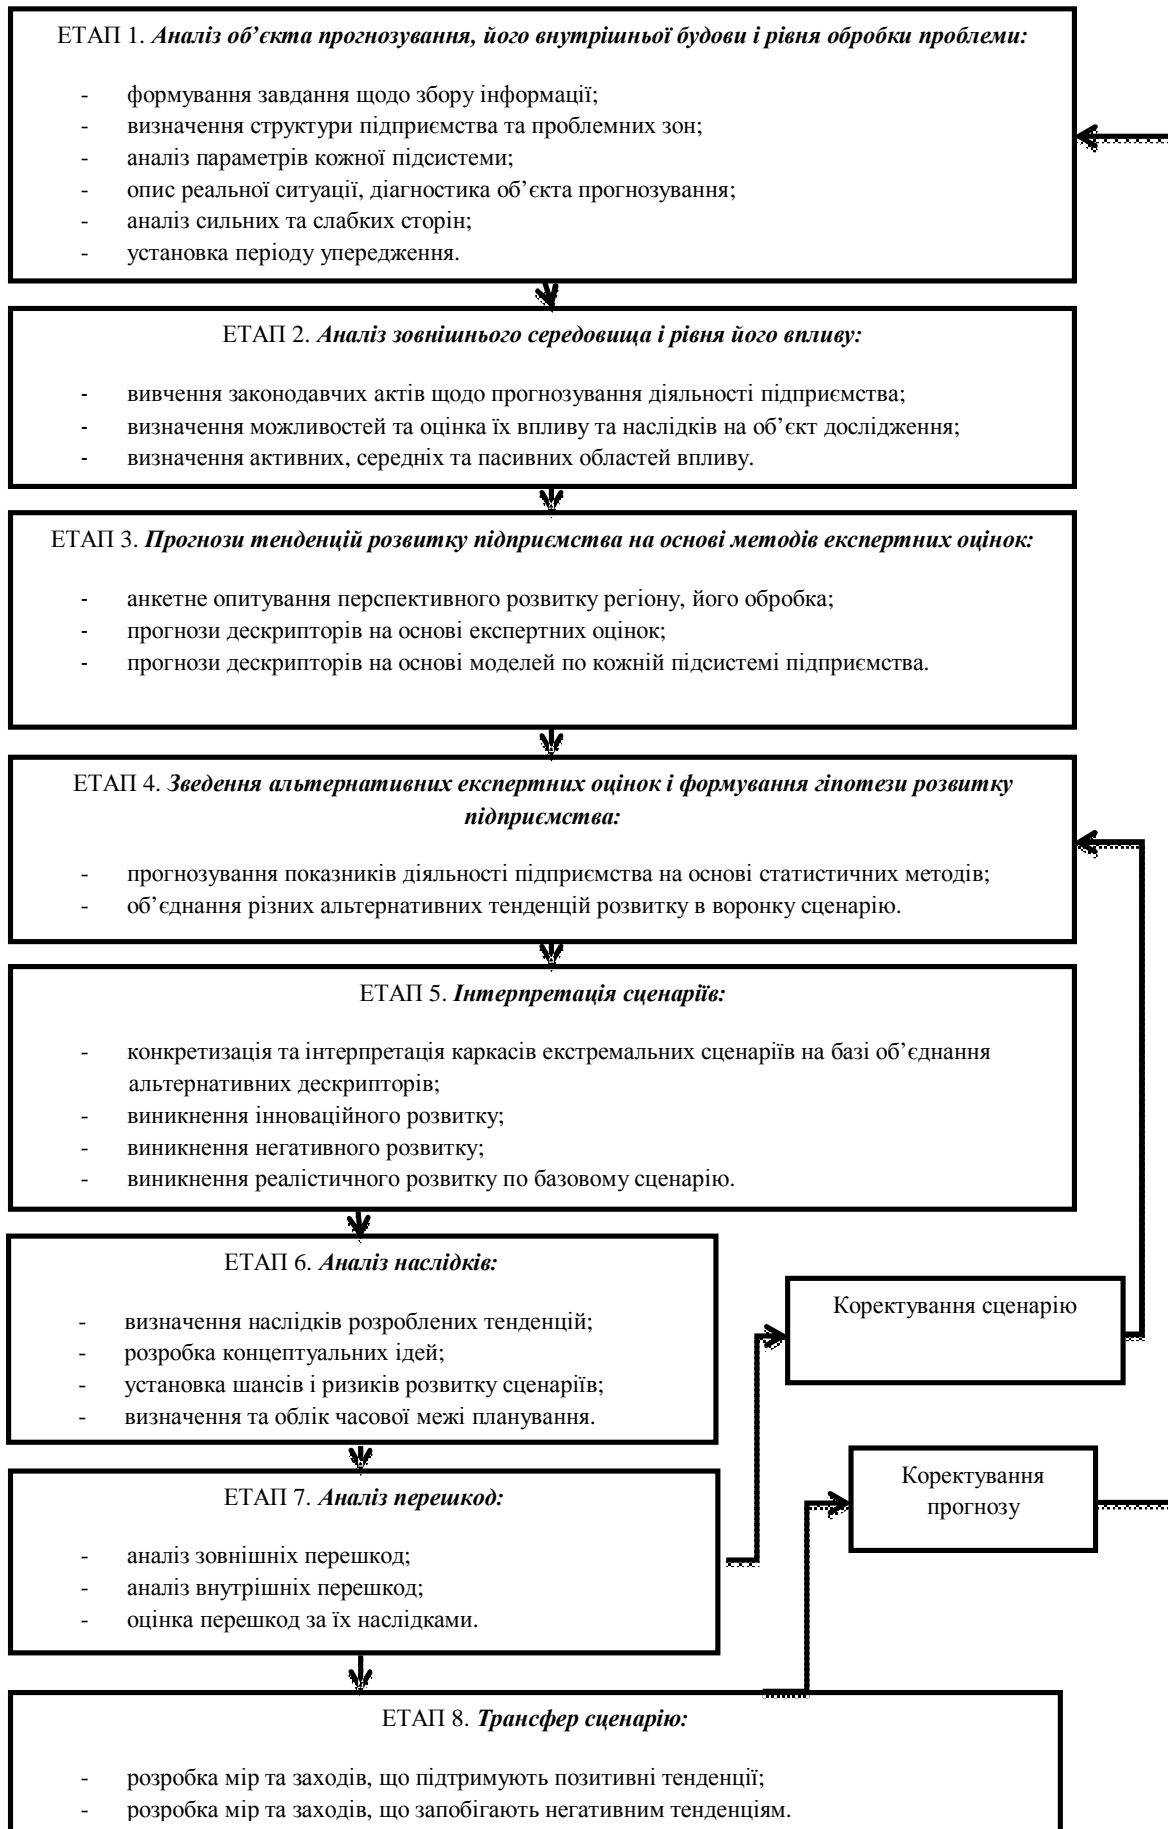 ЕТАП 1. Аналіз об’єкта прогнозування, його внутрішньої будови і рівня обробки проблеми:
- формування завдання щодо збору інформації;
- визначення структури підприємства та проблемних зон;
- аналіз параметрів кожної підсистеми;
- опис реальної ситуації, діагностика об’єкта прогнозування;
- аналіз сильних та слабких сторін;
- установка періоду упередження.
ЕТАП 2. Аналіз зовнішнього середовища і рівня його впливу:
- вивчення законодавчих актів щодо прогнозування діяльності підприємства;
- визначення можливостей та оцінка їх впливу та наслідків на об’єкт дослідження;
- визначення активних, середніх та пасивних областей впливу.
ЕТАП 3. Прогнози тенденцій розвитку підприємства на основі методів експертних оцінок:
- анкетне опитування перспективного розвитку регіону, його обробка;
- прогнози дескрипторів на основі експертних оцінок;
- прогнози дескрипторів на основі моделей по кожній підсистемі підприємства.
ЕТАП 4. Зведення альтернативних експертних оцінок і формування гіпотези розвитку
підприємства:
- прогнозування показників діяльності підприємства на основі статистичних методів;
- об’єднання різних альтернативних тенденцій розвитку в воронку сценарію.
ЕТАП 5. Інтерпретація сценаріїв:
- конкретизація та інтерпретація каркасів екстремальних сценаріїв на базі об’єднання
альтернативних дескрипторів;
- виникнення інноваційного розвитку;
- виникнення негативного розвитку;
- виникнення реалістичного розвитку по базовому сценарію.
ЕТАП 6. Аналіз наслідків:
- визначення наслідків розроблених тенденцій;
- розробка концептуальних ідей;
- установка шансів і ризиків розвитку сценаріїв;
- визначення та облік часової межі планування.
Коректування сценарію
ЕТАП 7. Аналіз перешкод:
- аналіз зовнішніх перешкод;
- аналіз внутрішніх перешкод;
- оцінка перешкод за їх наслідками.
Коректування
прогнозу
ЕТАП 8. Трансфер сценарію:
- розробка мір та заходів, що підтримують позитивні тенденції;
- розробка мір та заходів, що запобігають негативним тенденціям.